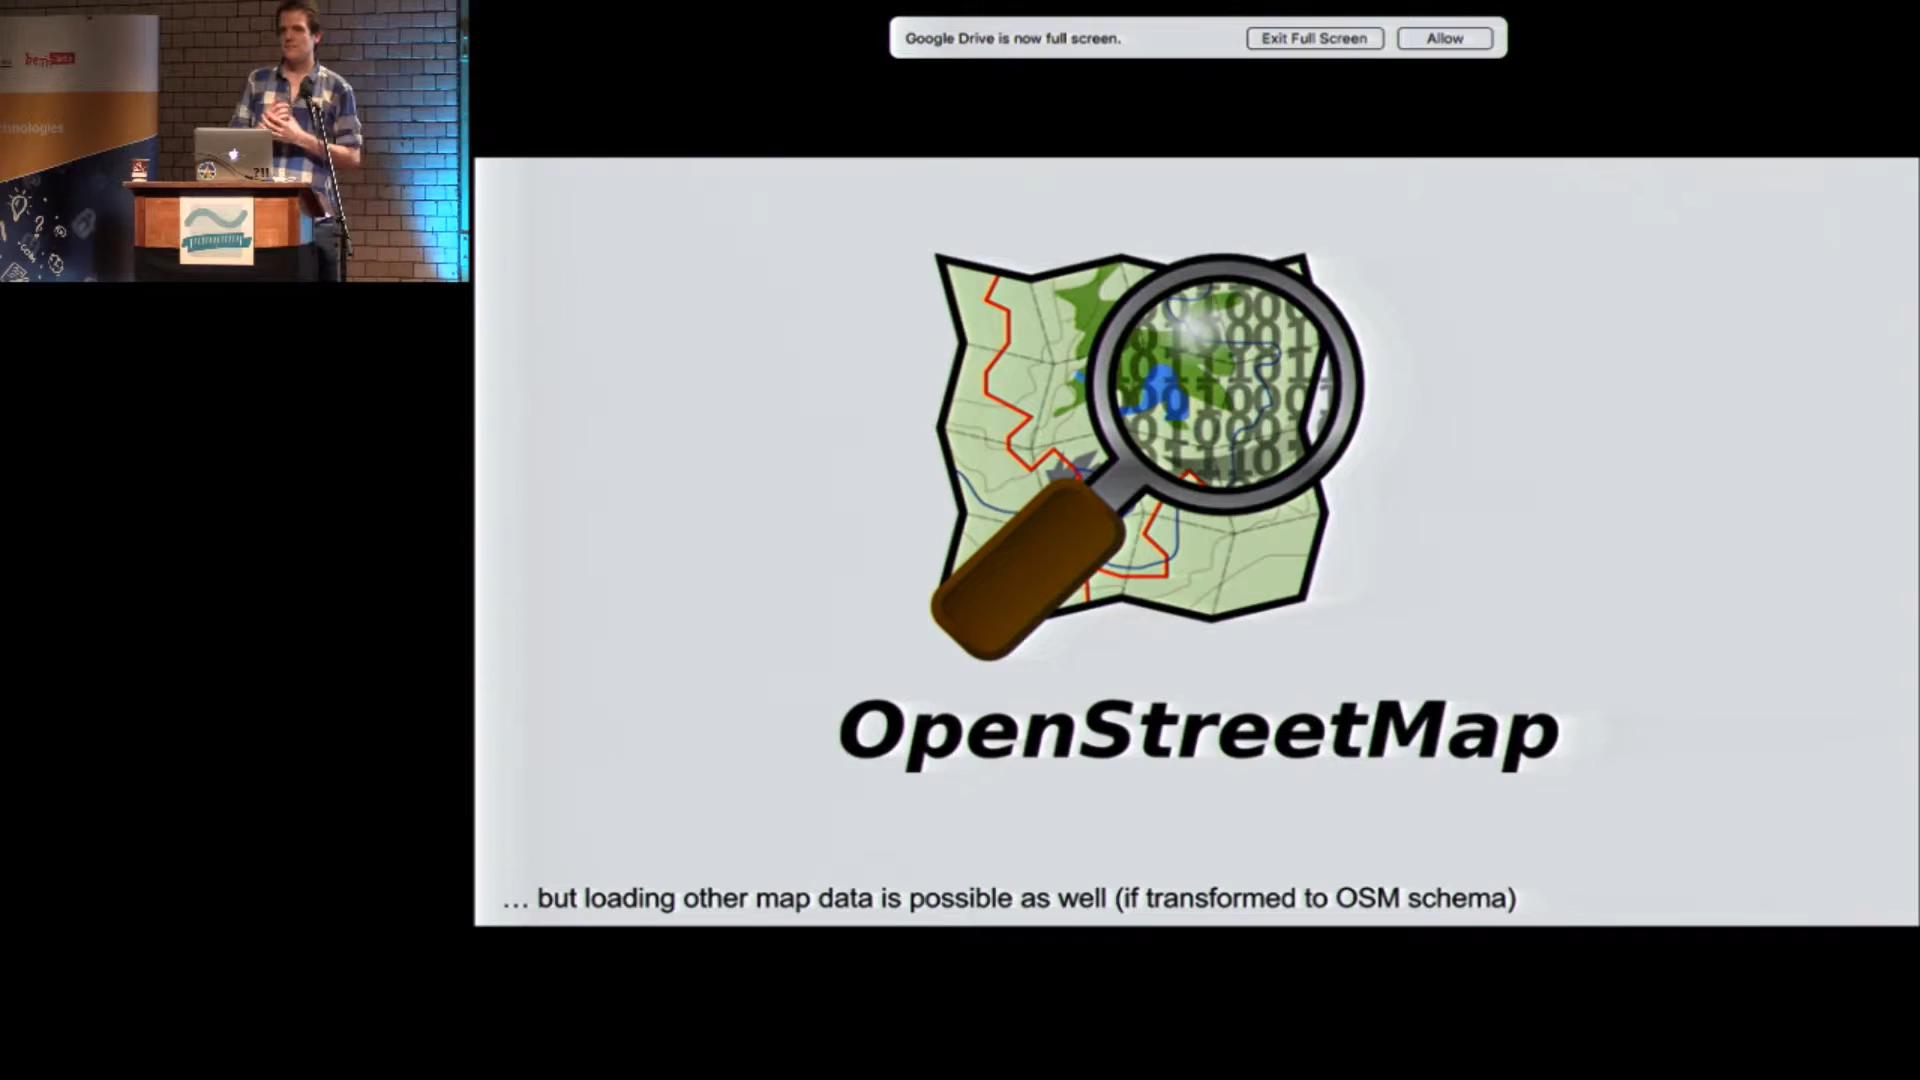 Google Drive is now full screen.
Exit Full Screen
Allow
OpenStreetMap
… but loading other map data is possible as well (if transformed to OSM schema)